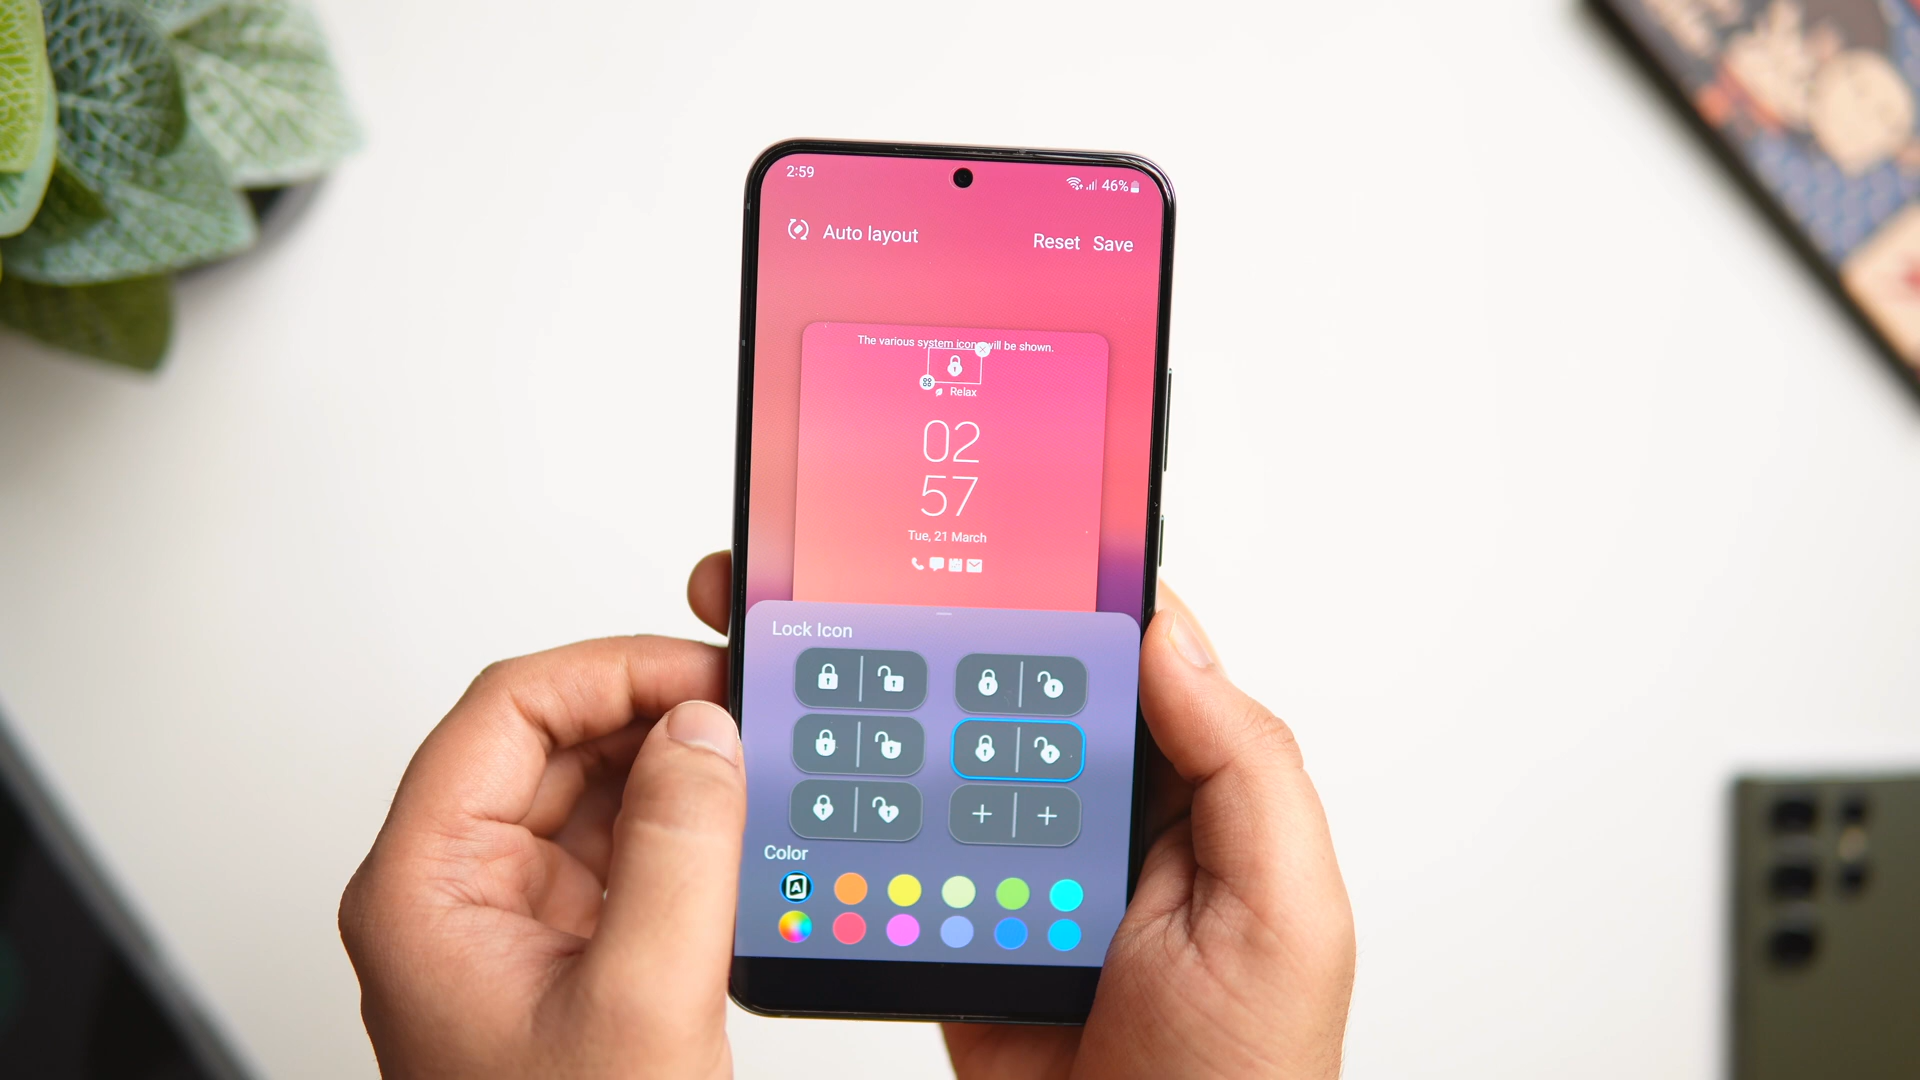 2:59
46%
Auto layout
Reset Save
The various system icons will be shown.
Relax
02
57
Tue, 21 March
Lock Icon
Color
A